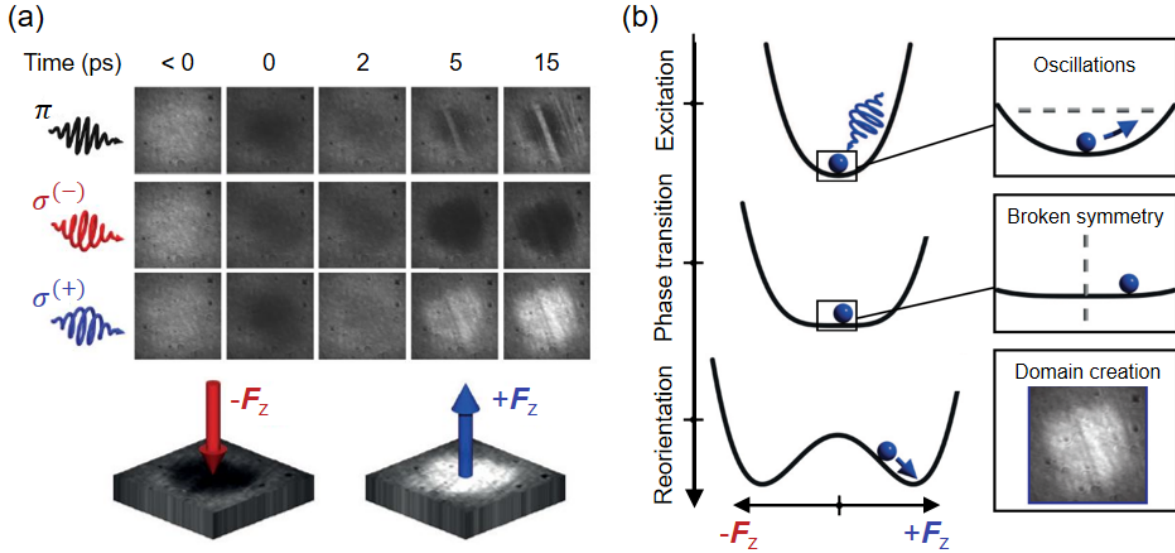 (a)
Time (ps) < 0 0 2 5 15
π
σ(−)
σ(+)
-Fz
+Fz
(b)
Excitation
Phase transition
Reorientation
Oscillations
Broken symmetry
Domain creation
-Fz
+Fz